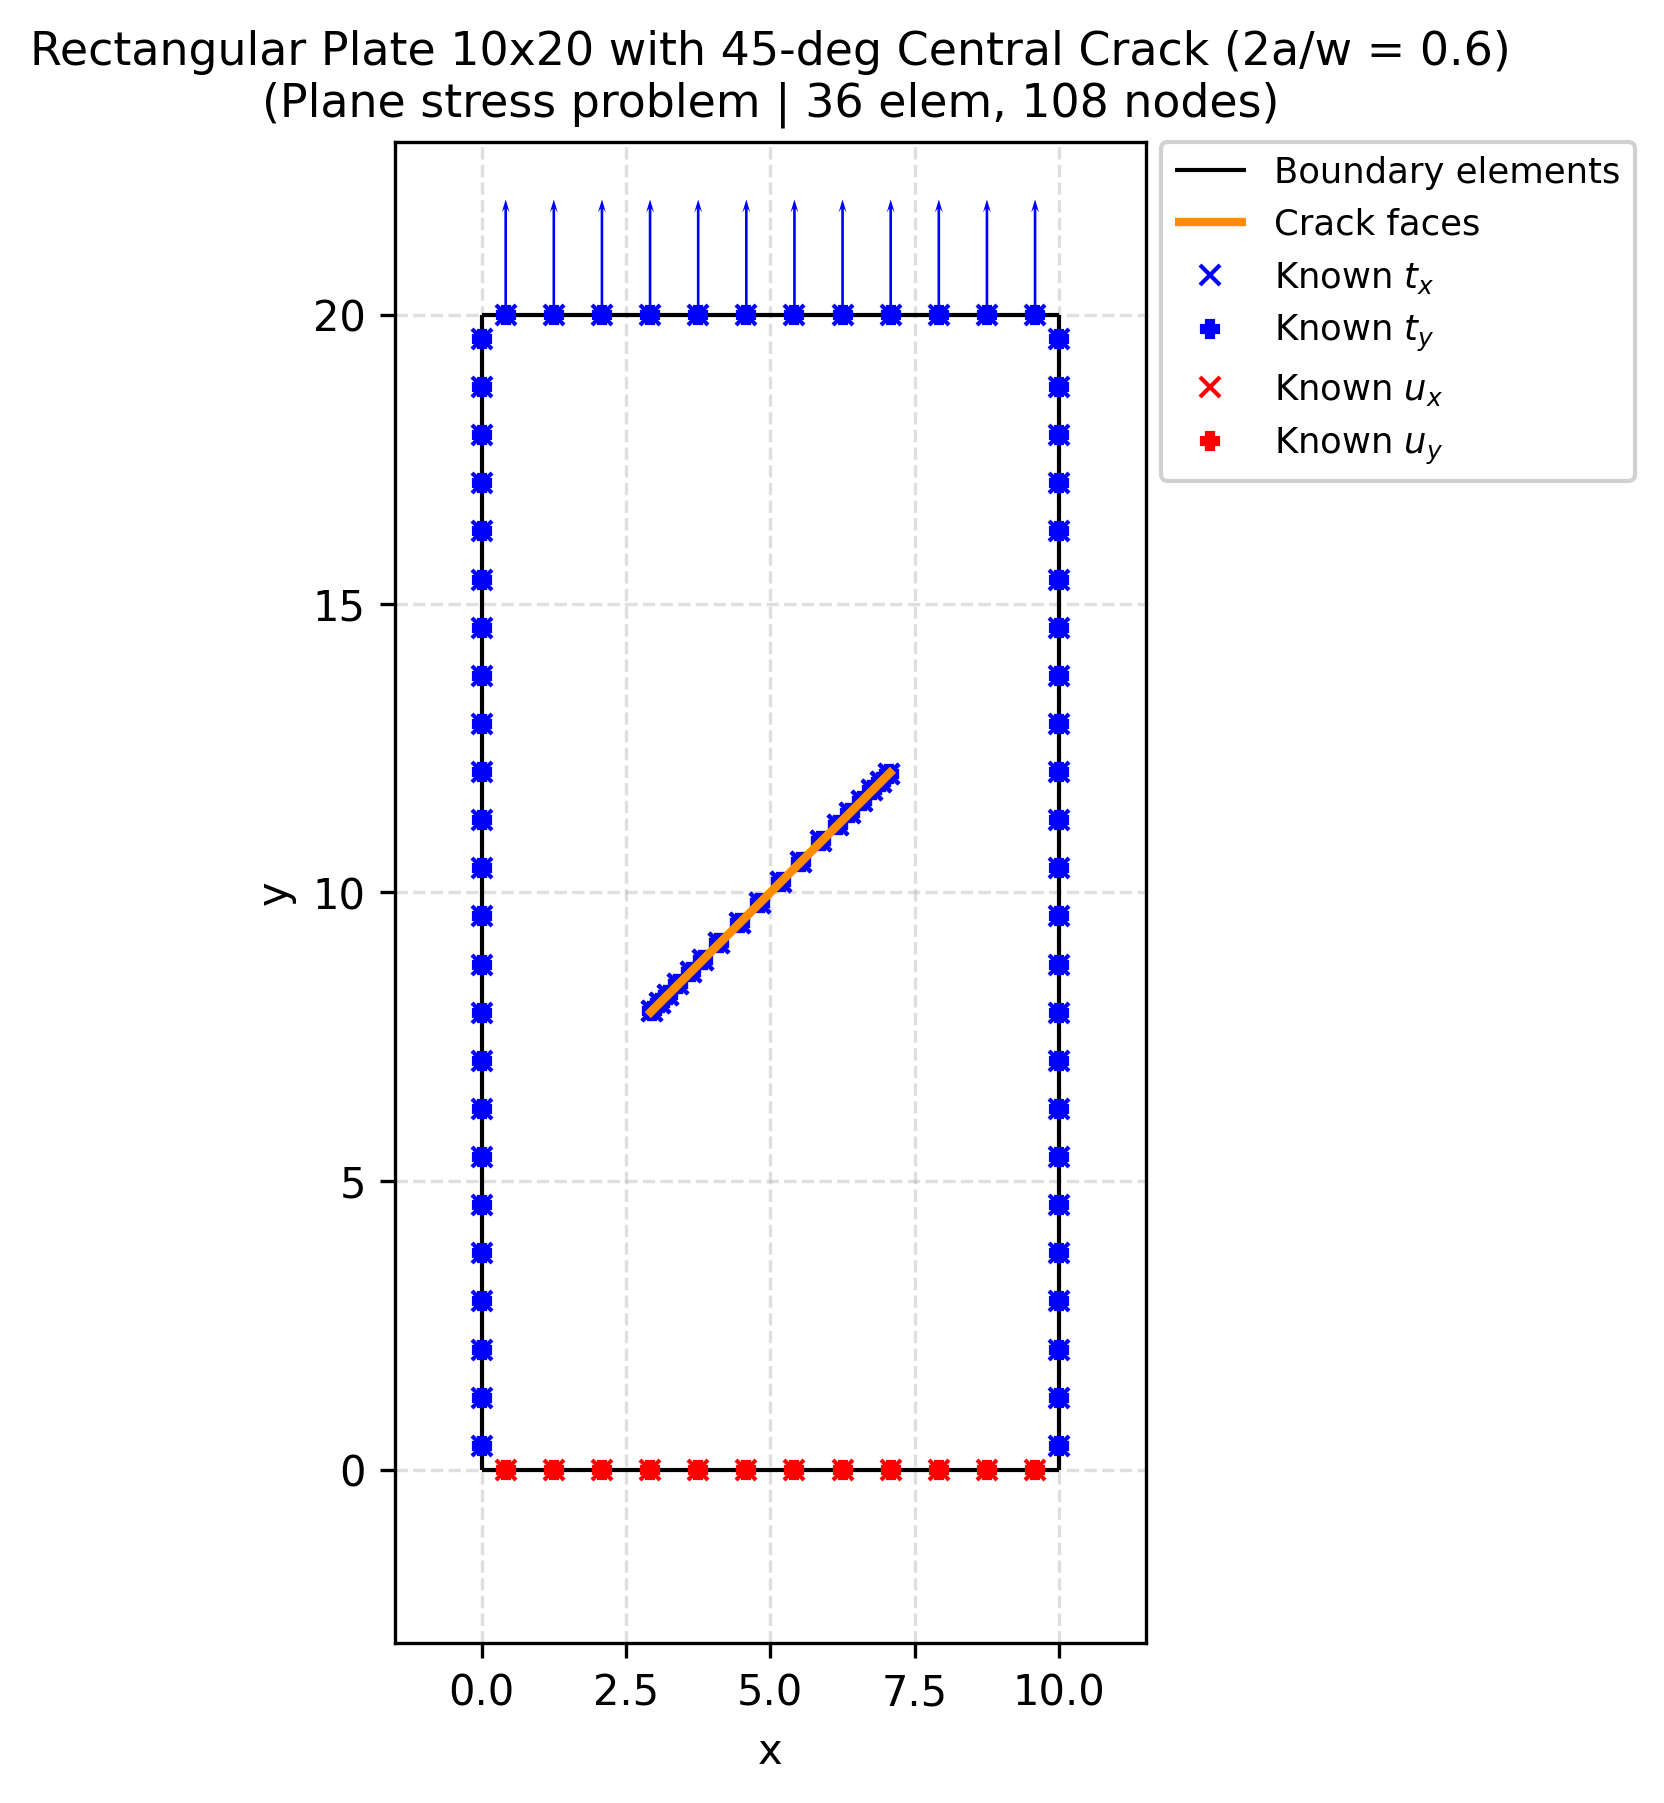 Rectangular Plate 10x20 with 45-deg Central Crack (2a/w = 0.6)
(Plane stress problem | 36 elem, 108 nodes)
Boundary elements
Crack faces
Known $t_x$
Known $t_y$
Known $u_x$
Known $u_y$
20
15
10
5
0
y
0.0 2.5 5.0 7.5 10.0
x